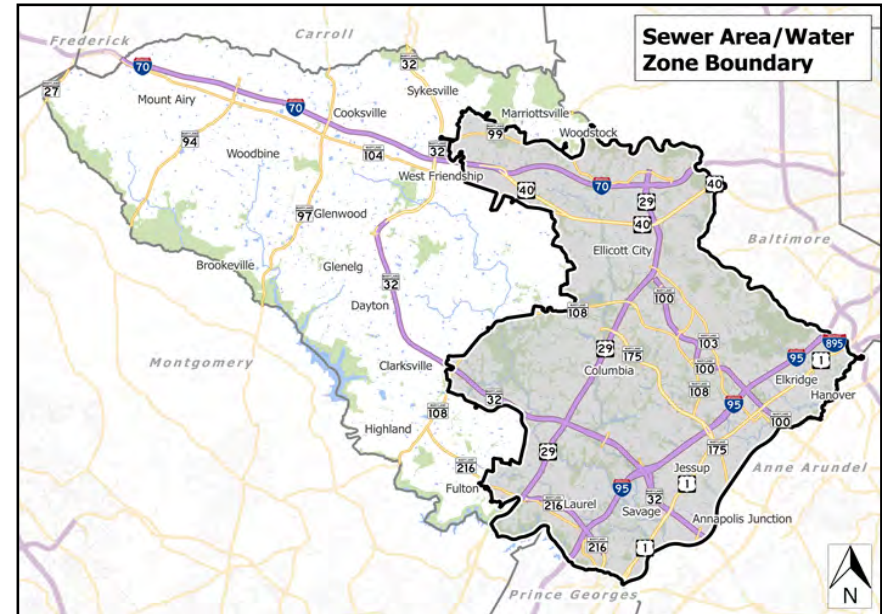 Sewer Area/Water
Zone Boundary
Frederick
Carroll
27
70
Mount Airy
94
Woodbine
Cooksville
70
MARYLAND
104
32
Sykesville
Marriottsville
99
Woodstock
32
West Friendship
40
70
29
40
40
97
Glenwood
Ellicott City
Baltimore
Brookeville
Glenelg
32
Dayton
108
100
Montgomery
Clarksville
29
175
Columbia
103
100
95
895
1
Elkridge
Hanover
108
32
108
95
100
Highland
29
175
Anne Arundel
216
Fulton
Jessup
1
95
32
216
Laurel
Savage
Annapolis Junction
216
1
Prince Georges
N